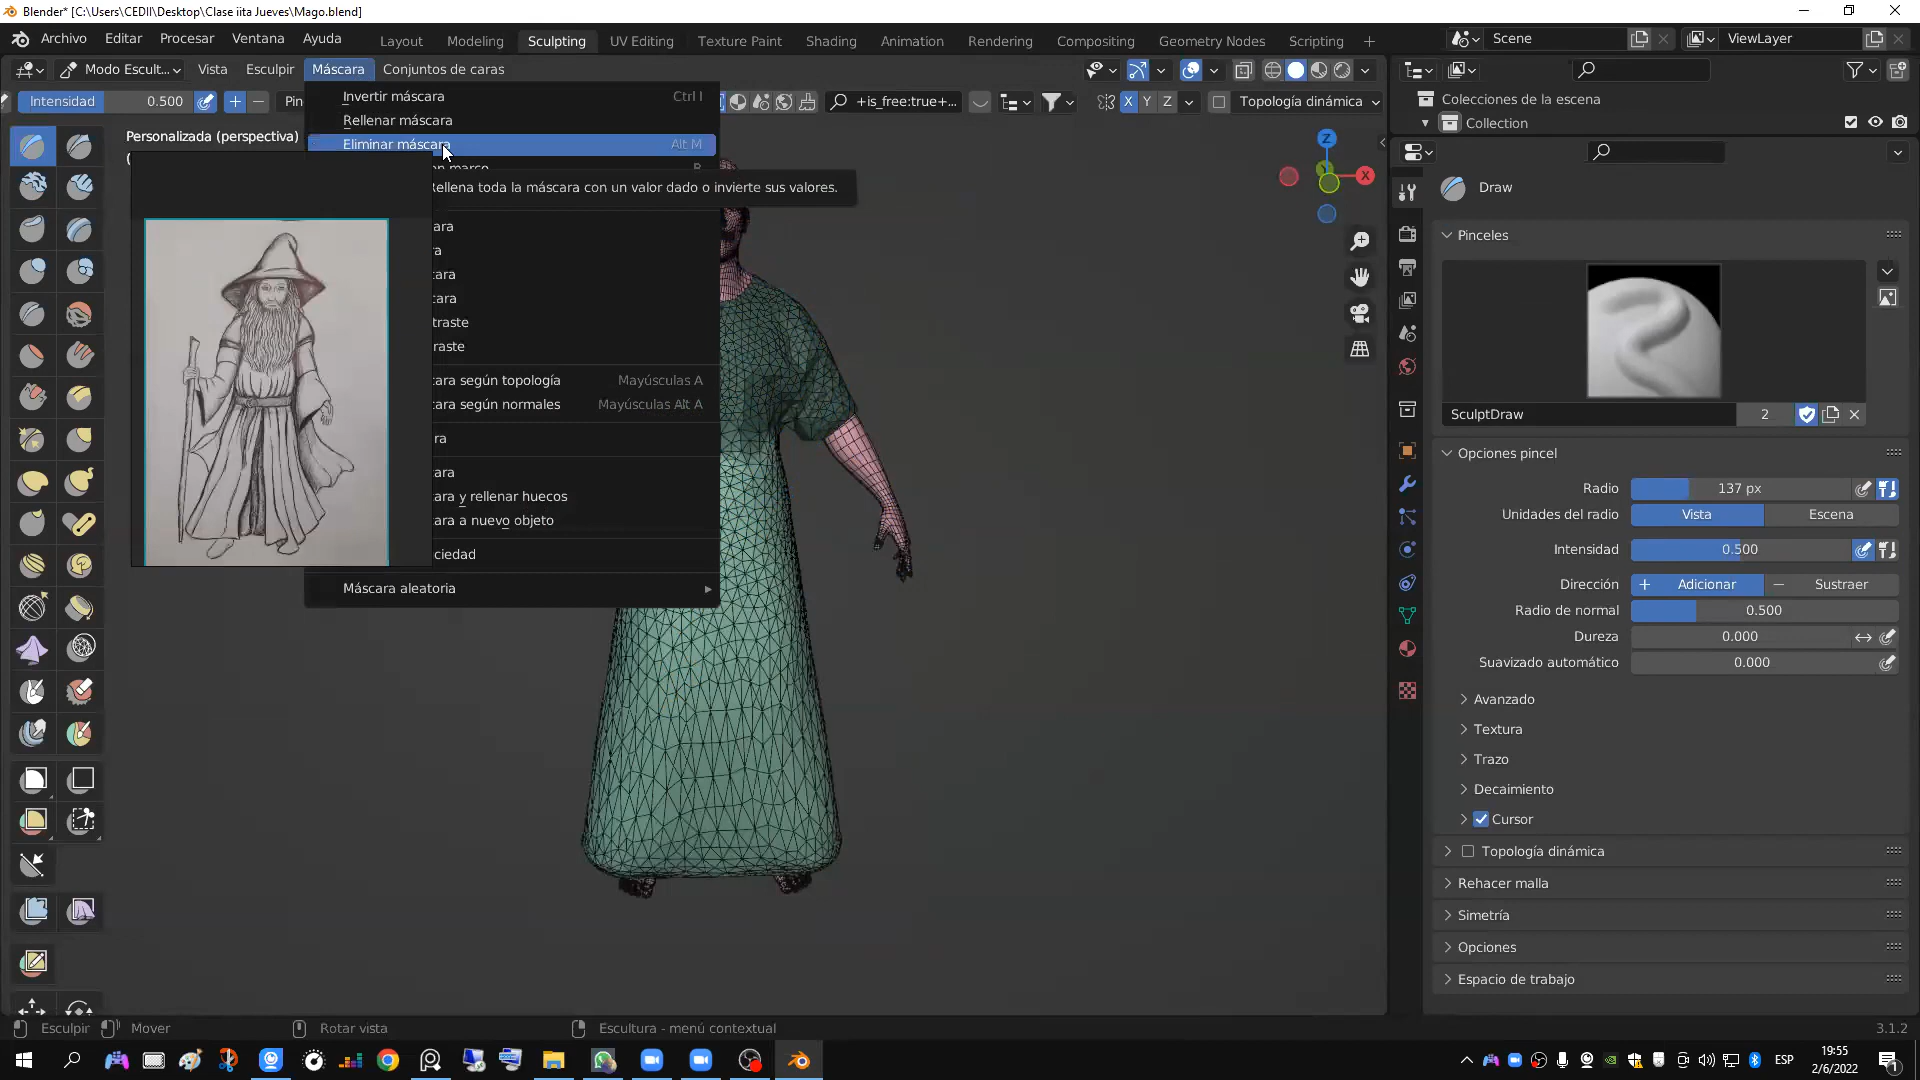 Blender* [C:\Users\CEDII\Desktop\Clase iita Jueves\Mago.blend]
Archivo Editar Procesar Ventana Ayuda Layout Modeling Sculpting UV Editing Texture Paint Shading Animation Rendering Compositing Geometry Nodes Scripting + Scene ViewLayer
Modo Escult... Vista Esculpir Máscara Conjuntos de caras
Intensidad 0.500 Pin +is_free:true+... X Y Z Topología dinámica
Colecciones de la escena
Collection
Personalizada (perspectiva)
Invertir máscara Ctrl I
Rellenar máscara
Eliminar máscara Alt M
Rellena toda la máscara con un valor dado o invierte sus valores.
ara
ra
cara
cara
traste
raste
cara según topología Mayúsculas A
cara según normales Mayúsculas Alt A
ra
cara
cara y rellenar huecos
cara a nuevo objeto
ciedad
Máscara aleatoria
Z
X
Draw
Pinceles
SculptDraw 2
Opciones pincel
Radio 137 px
Unidades del radio Vista Escena
Intensidad 0.500
Dirección + Adicionar − Sustraer
Radio de normal 0.500
Dureza 0.000
Suavizado automático 0.000
Avanzado
Textura
Trazo
Decaimiento
Cursor
Topología dinámica
Rehacer malla
Simetría
Opciones
Espacio de trabajo
Esculpir Mover Rotar vista Escultura - menú contextual 3.1.2
ESP 19:55
2/6/2022
1